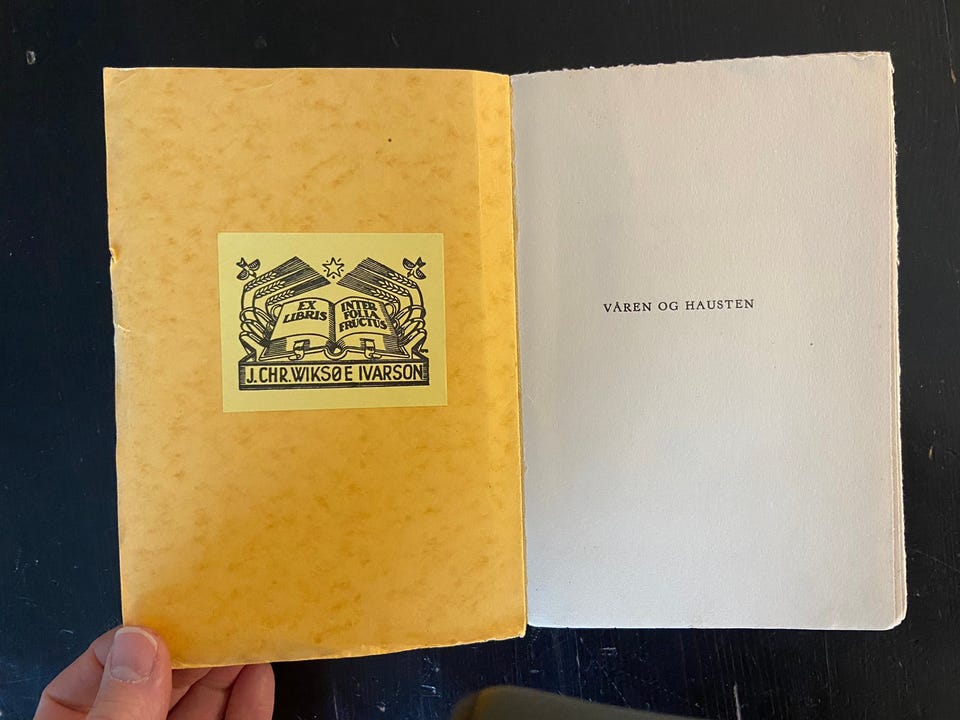 EX
LIBRIS
INTER
FOLIA
FRUCTUS
J.CHR.WIKSØE IVARSON
VÅREN OG HAUSTEN